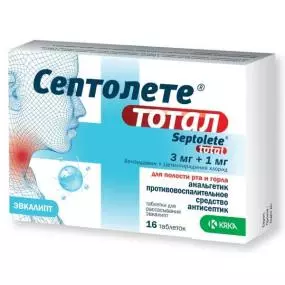 Септолете®
тотал
Septolete®
total
3 мг + 1 мг
бензидамин + цетилпиридиния хлорид
для полости рта и горла
анальгетик
противовоспалительное
средство
антисептик
ЭВКАЛИПТ
таблетки для
рассасывания
эвкалипт
16 таблеток
KRKA